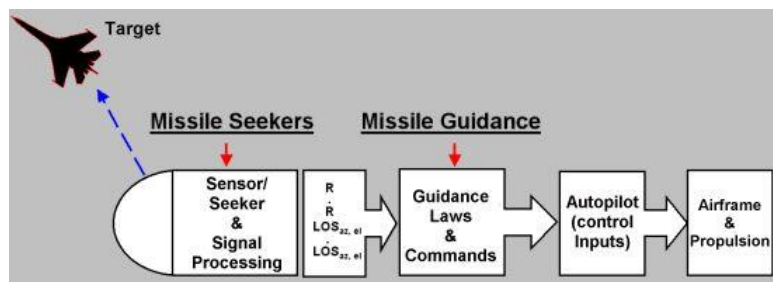 Target
Missile Seekers
Missile Guidance
Sensor/
Seeker
&
Signal
Processing
R
Ṙ
LOSaz, el
LȮSaz, el
Guidance
Laws
&
Commands
Autopilot
(control
Inputs)
Airframe
&
Propulsion